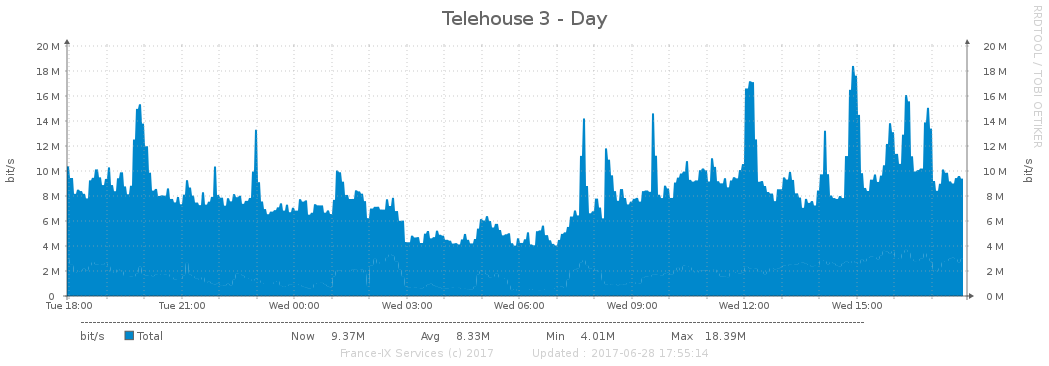 Telehouse 3 - Day
RRDTOOL / TOBI OETIKER
bit/s
bit/s
20 M 20 M
18 M 18 M
16 M 16 M
14 M 14 M
12 M 12 M
10 M 10 M
8 M 8 M
6 M 6 M
4 M 4 M
2 M 2 M
0 0 M
Tue 18:00 Tue 21:00 Wed 00:00 Wed 03:00 Wed 06:00 Wed 09:00 Wed 12:00 Wed 15:00
bit/s Total Now 9.37M Avg 8.33M Min 4.01M Max 18.39M
France-IX Services (c) 2017 Updated : 2017-06-28 17:55:14